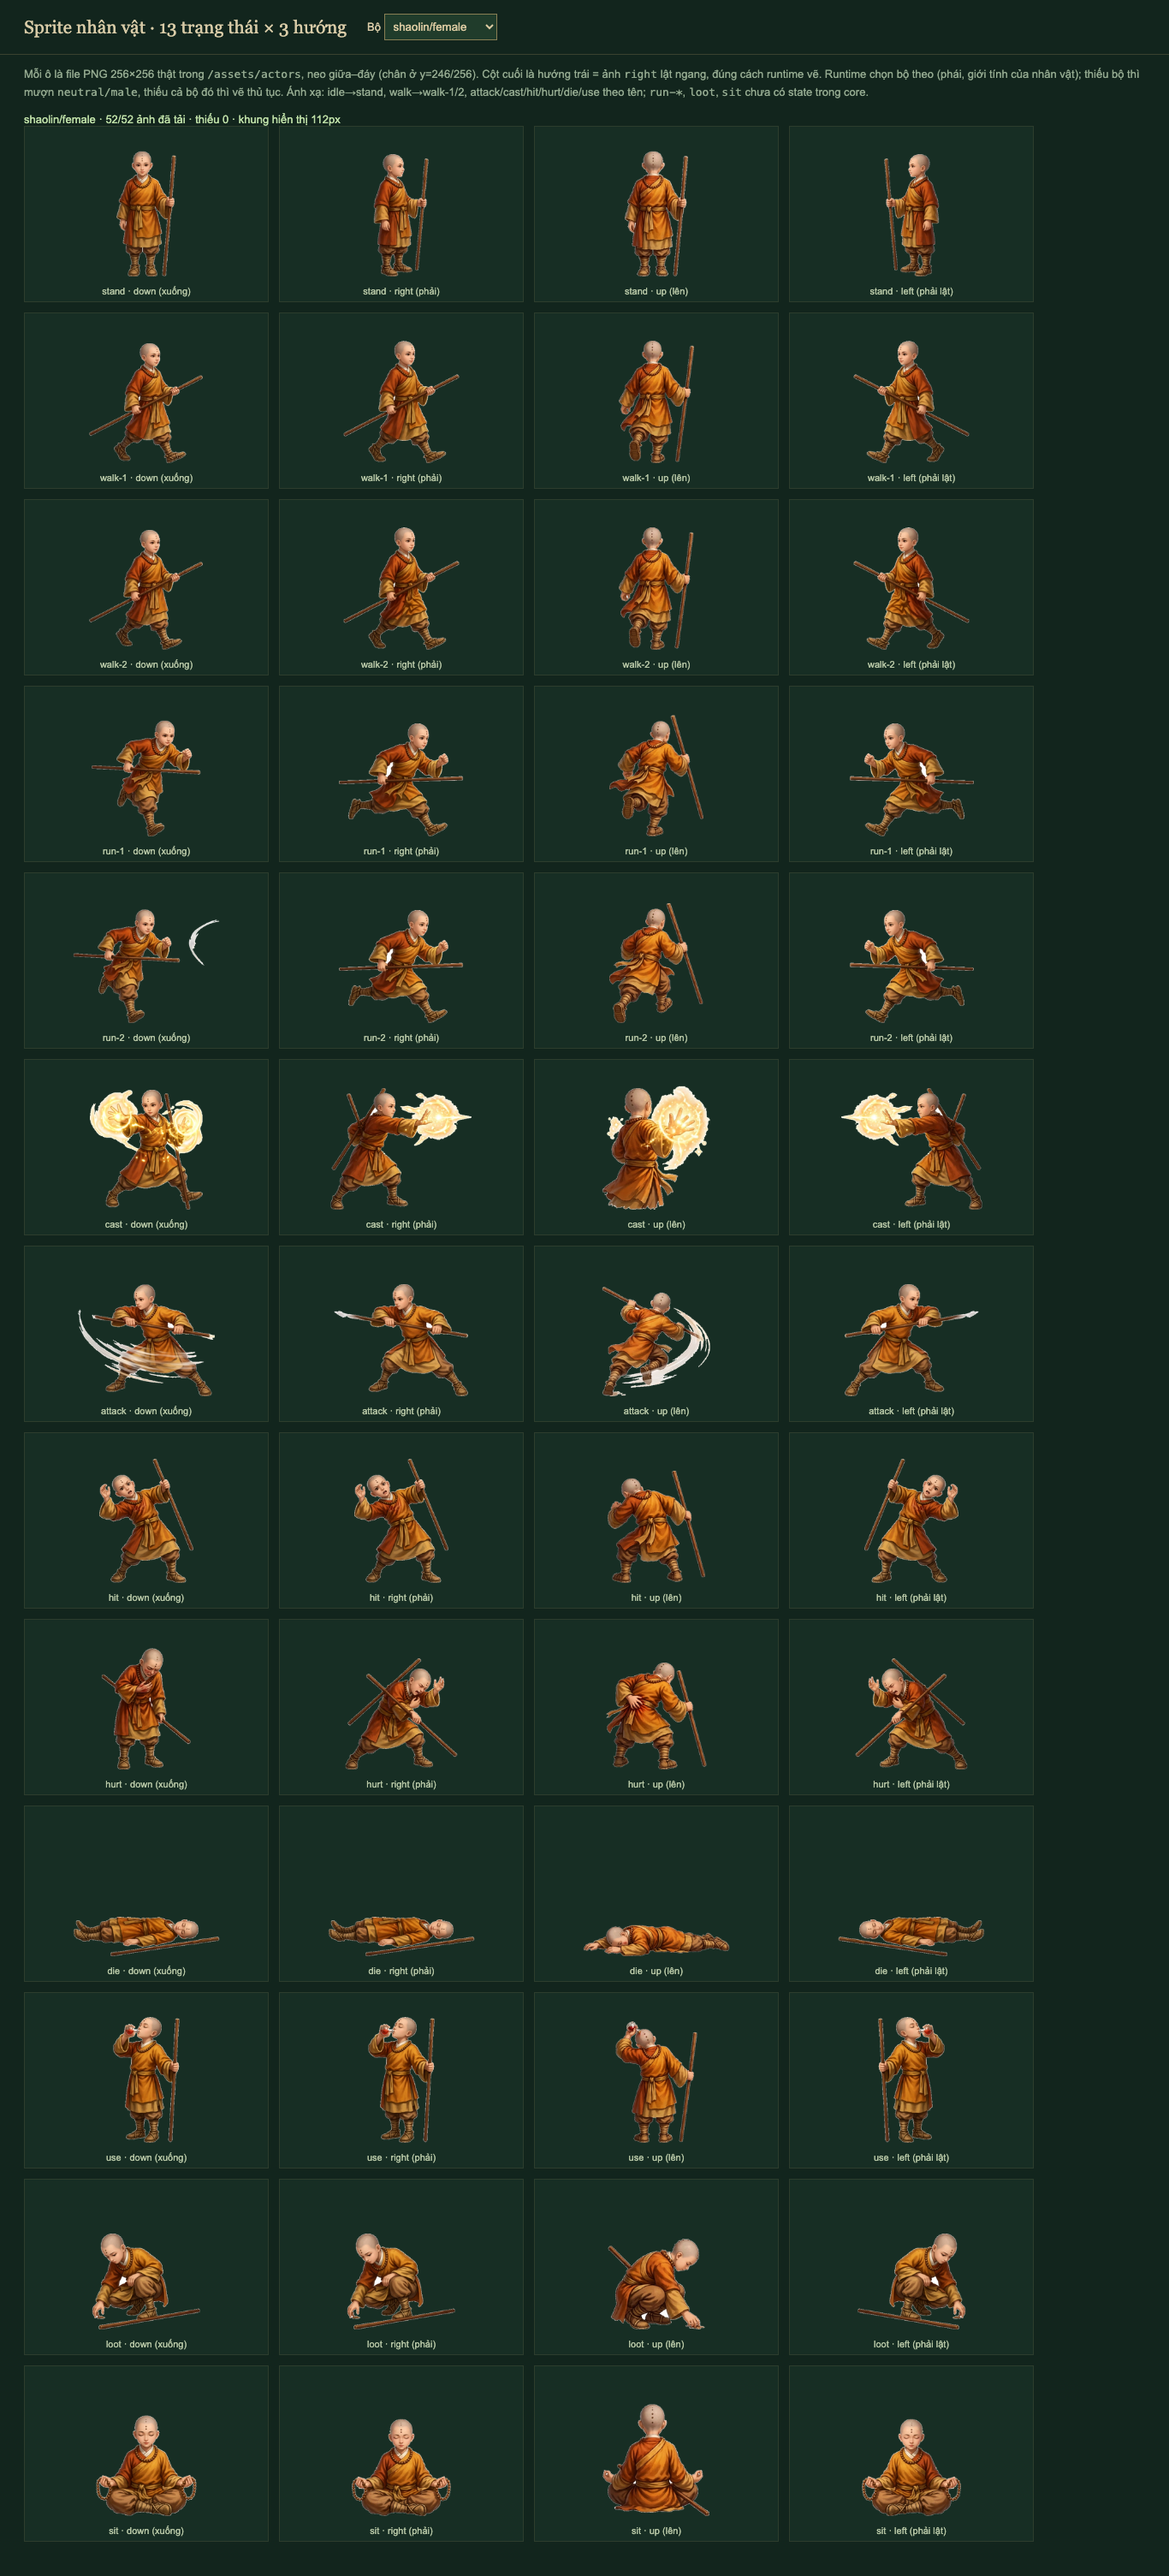 Sprite nhân vật · 13 trạng thái × 3 hướng Bộ shaolin/female
Mỗi ô là file PNG 256×256 thật trong /assets/actors, neo giữa–đáy (chân ở y=246/256). Cột cuối là hướng trái = ảnh right lật ngang, đúng cách runtime vẽ. Runtime chọn bộ theo (phái, giới tính của nhân vật); thiếu bộ thì
mượn neutral/male, thiếu cả bộ đó thì vẽ thủ tục. Ánh xạ: idle→stand, walk→walk-1/2, attack/cast/hit/hurt/die/use theo tên; run-*, loot, sit chưa có state trong core.
shaolin/female · 52/52 ảnh đã tải · thiếu 0 · khung hiển thị 112px
stand · down (xuống) stand · right (phải) stand · up (lên) stand · left (phải lật)
walk-1 · down (xuống) walk-1 · right (phải) walk-1 · up (lên) walk-1 · left (phải lật)
walk-2 · down (xuống) walk-2 · right (phải) walk-2 · up (lên) walk-2 · left (phải lật)
run-1 · down (xuống) run-1 · right (phải) run-1 · up (lên) run-1 · left (phải lật)
run-2 · down (xuống) run-2 · right (phải) run-2 · up (lên) run-2 · left (phải lật)
cast · down (xuống) cast · right (phải) cast · up (lên) cast · left (phải lật)
attack · down (xuống) attack · right (phải) attack · up (lên) attack · left (phải lật)
hit · down (xuống) hit · right (phải) hit · up (lên) hit · left (phải lật)
hurt · down (xuống) hurt · right (phải) hurt · up (lên) hurt · left (phải lật)
die · down (xuống) die · right (phải) die · up (lên) die · left (phải lật)
use · down (xuống) use · right (phải) use · up (lên) use · left (phải lật)
loot · down (xuống) loot · right (phải) loot · up (lên) loot · left (phải lật)
sit · down (xuống) sit · right (phải) sit · up (lên) sit · left (phải lật)